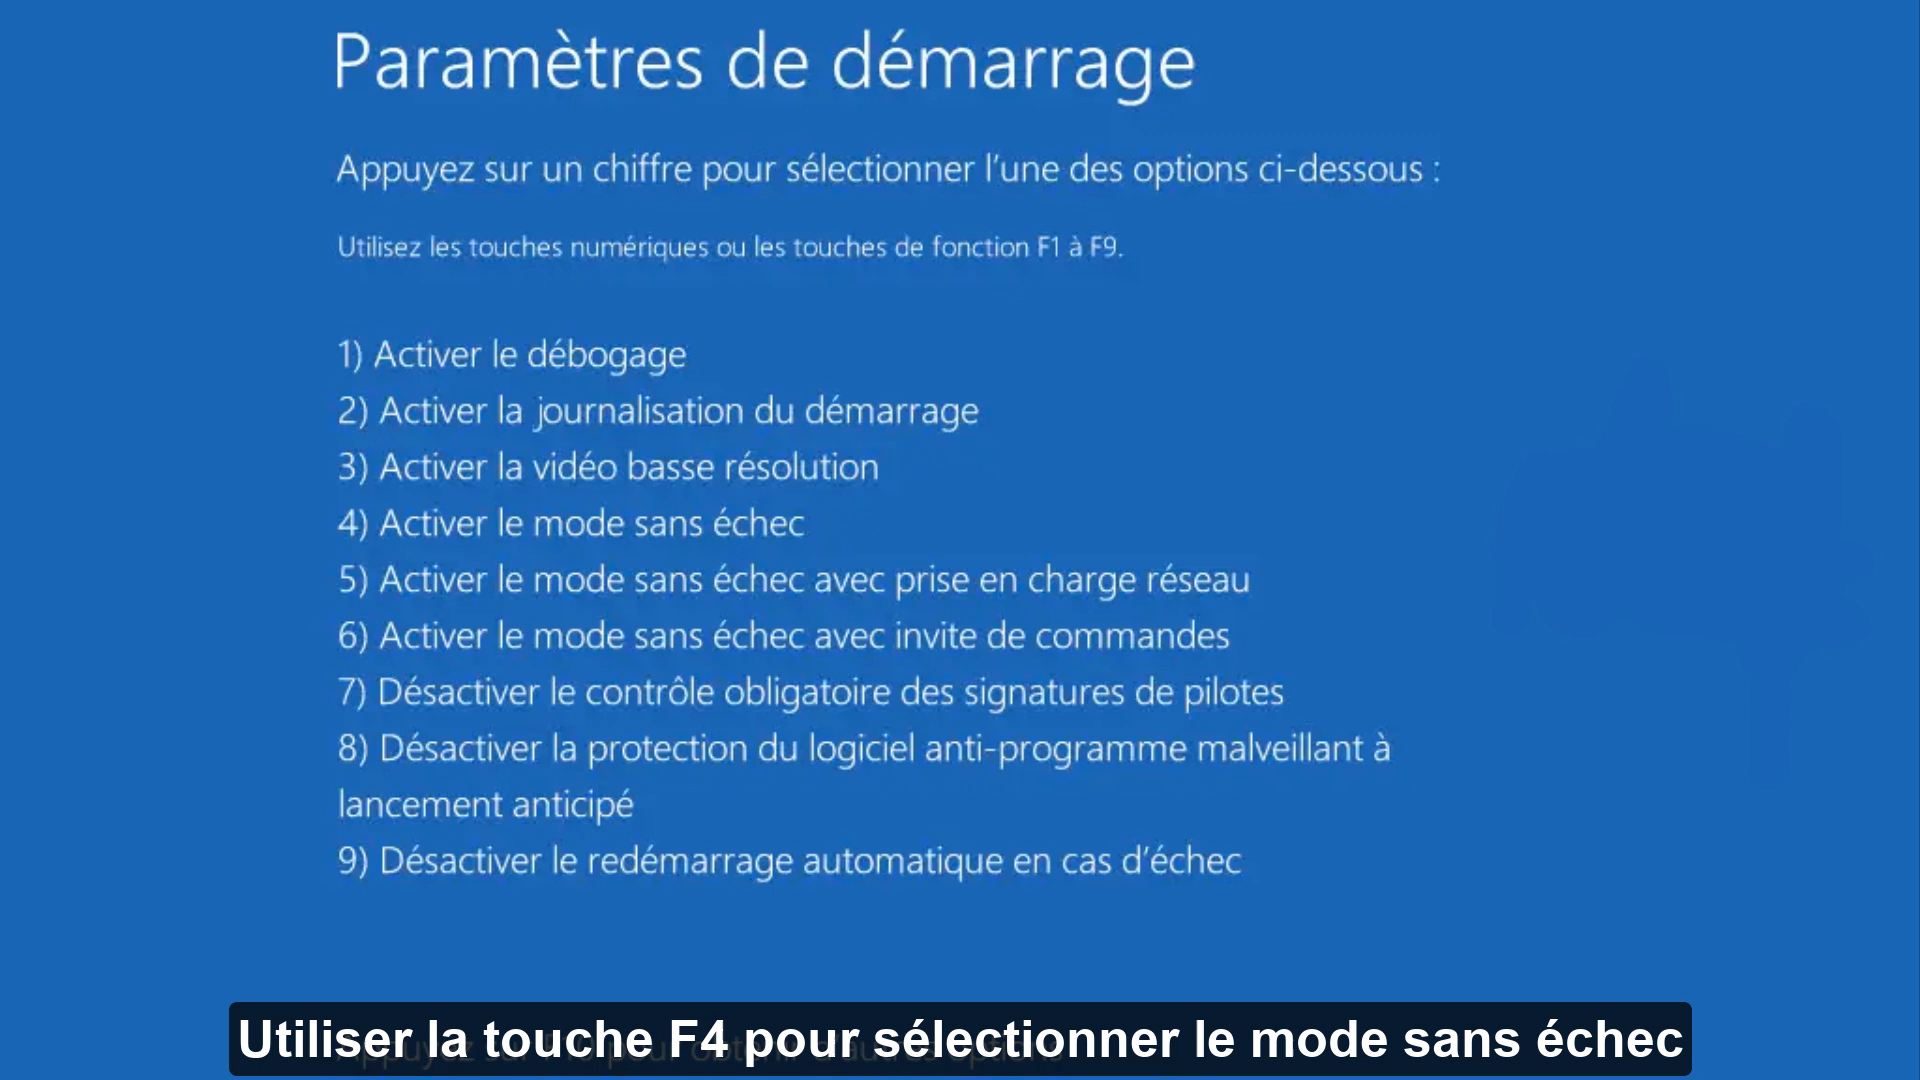 Paramètres de démarrage
Appuyez sur un chiffre pour sélectionner l'une des options ci-dessous :
Utilisez les touches numériques ou les touches de fonction F1 à F9.
1) Activer le débogage
2) Activer la journalisation du démarrage
3) Activer la vidéo basse résolution
4) Activer le mode sans échec
5) Activer le mode sans échec avec prise en charge réseau
6) Activer le mode sans échec avec invite de commandes
7) Désactiver le contrôle obligatoire des signatures de pilotes
8) Désactiver la protection du logiciel anti-programme malveillant à
lancement anticipé
9) Désactiver le redémarrage automatique en cas d'échec
Utiliser la touche F4 pour sélectionner le mode sans échec